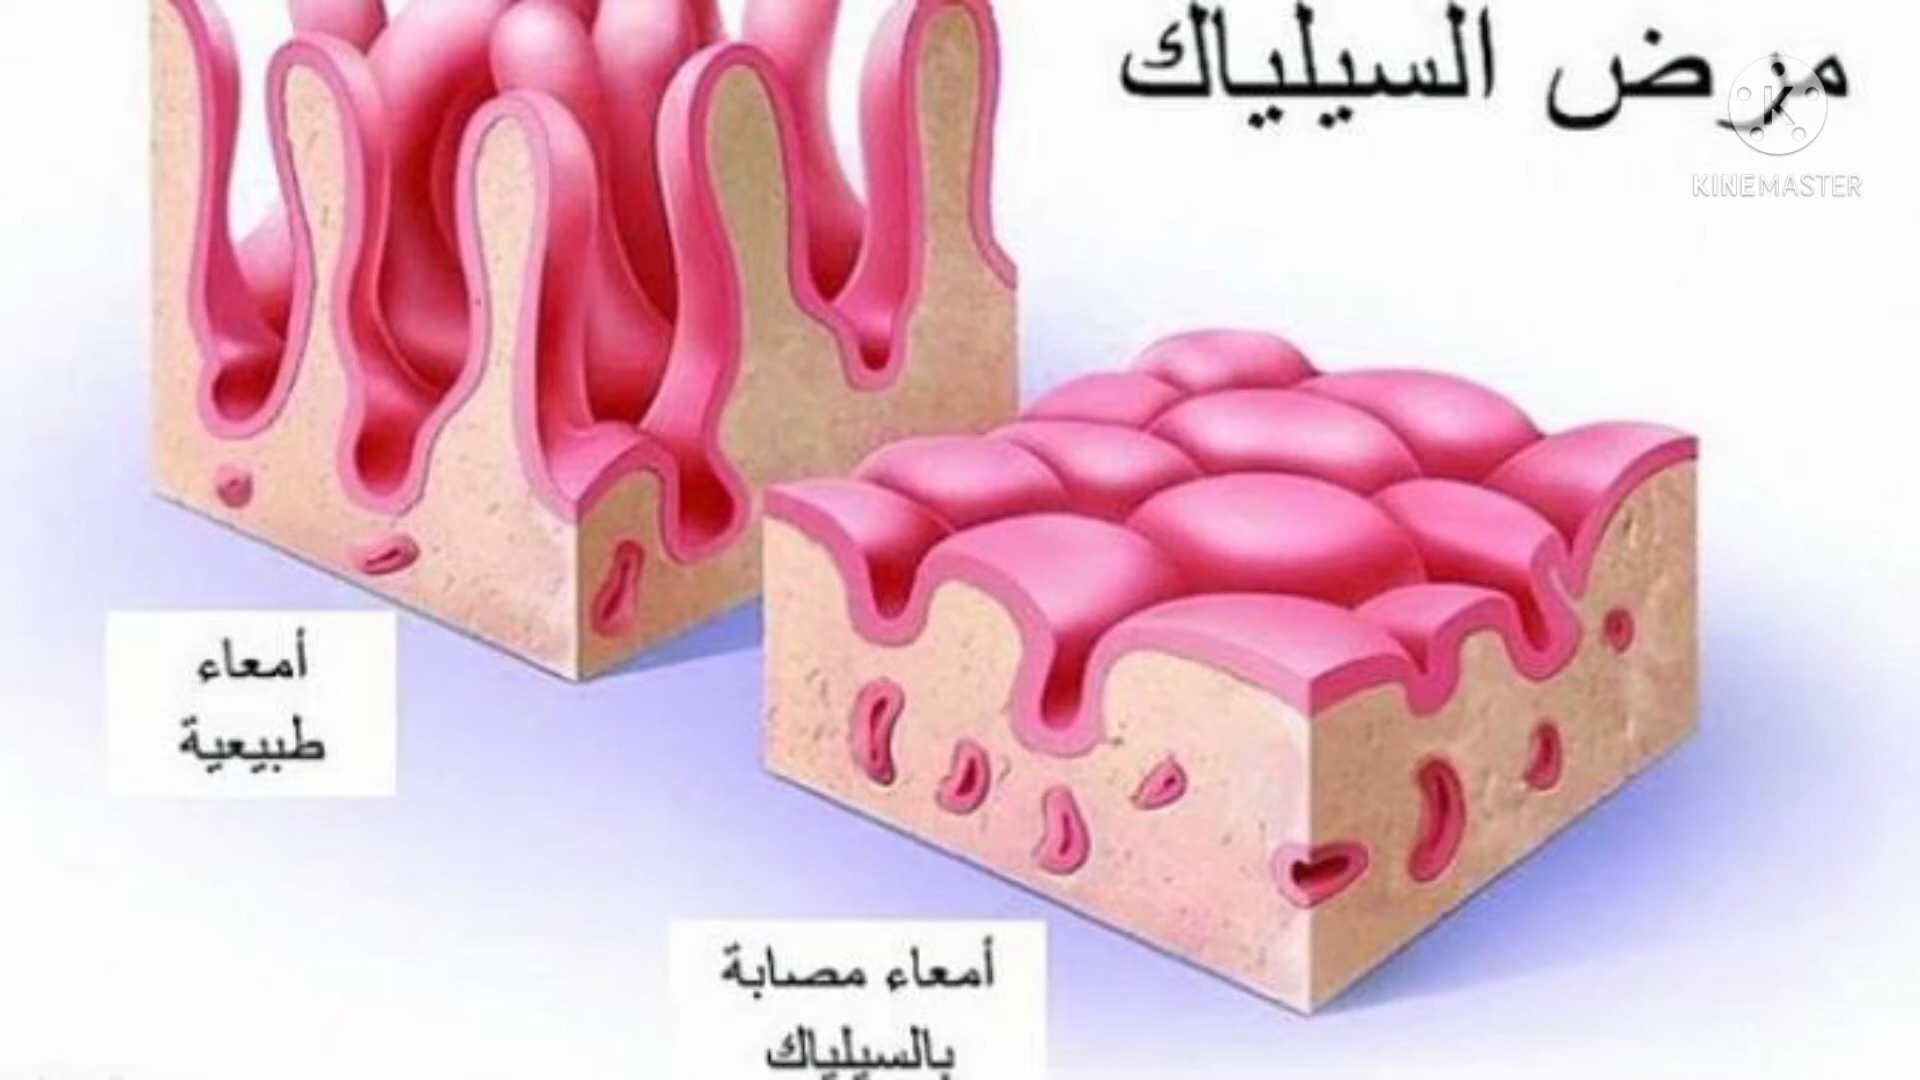 مرض السيلياك
KINEMASTER
أمعاء
طبيعية
أمعاء مصابة
بالسيلياك